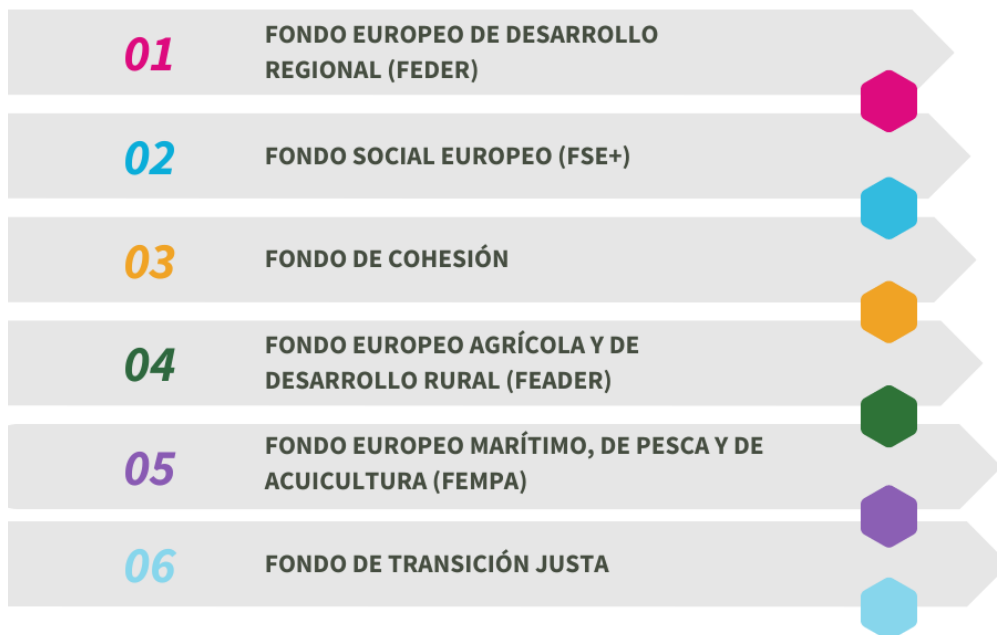 01
FONDO EUROPEO DE DESARROLLO
REGIONAL (FEDER)
02
FONDO SOCIAL EUROPEO (FSE+)
03
FONDO DE COHESIÓN
04
FONDO EUROPEO AGRÍCOLA Y DE
DESARROLLO RURAL (FEADER)
05
FONDO EUROPEO MARÍTIMO, DE PESCA Y DE
ACUICULTURA (FEMPA)
06
FONDO DE TRANSICIÓN JUSTA